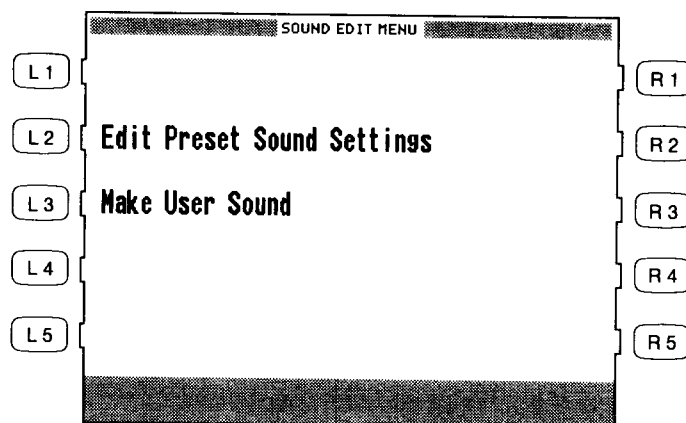 SOUND EDIT MENU
L1
R1
L2 Edit Preset Sound Settings R2
L3 Make User Sound R3
L4
R4
L5
R5